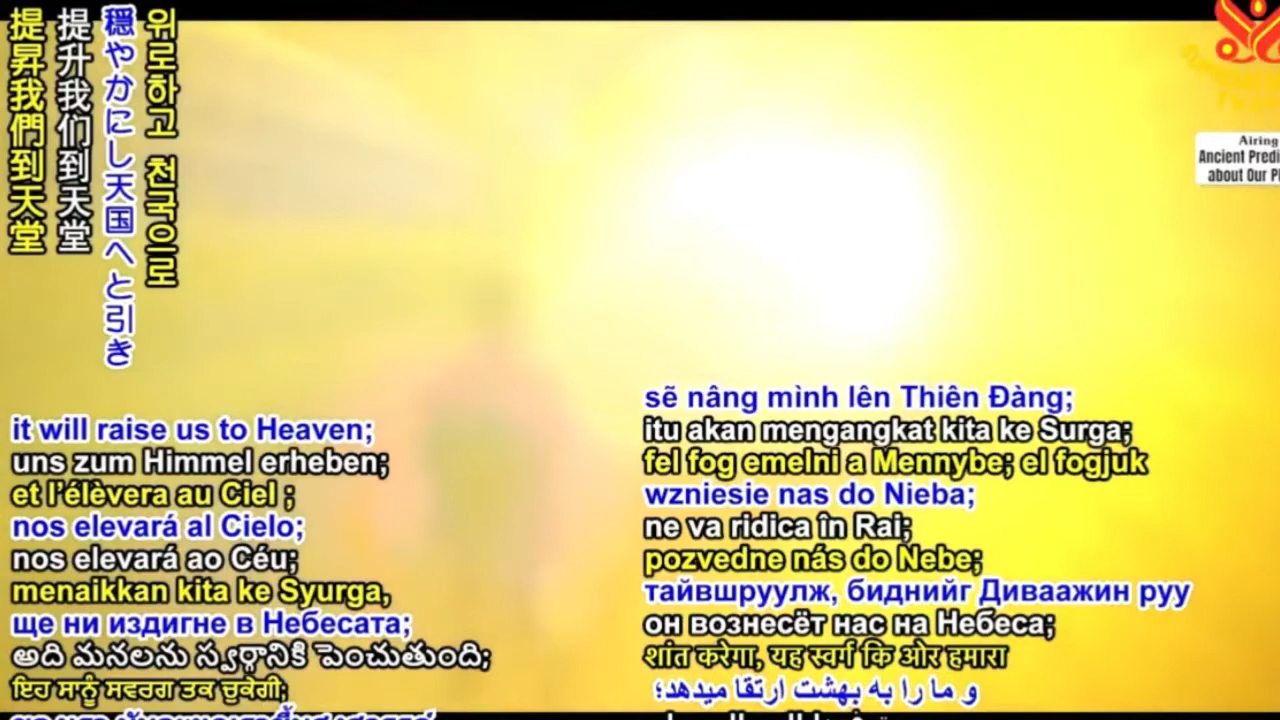 위로하고 천국으로
穏やかにし天国へと引き
提升我们到天堂
提昇我們到天堂
Airing
Ancient Predi
about Our Pl
it will raise us to Heaven;
uns zum Himmel erheben;
et l'élèvera au Ciel ;
nos elevará al Cielo;
nos elevará ao Céu;
menaikkan kita ke Syurga,
ще ни издигне в Небесата;
అది మనలను స్వర్గానికి పెంచుతుంది;
ਇਹ ਸਾਨੂੰ ਸਵਰਗ ਤਕ ਚੁਕੇਗੀ;
sẽ nâng mình lên Thiên Đàng;
itu akan mengangkat kita ke Surga;
fel fog emelni a Mennybe; el fogjuk
wzniesie nas do Nieba;
ne va ridica în Rai;
pozvedne nás do Nebe;
тайвшруулж, биднийг Диваажин руу
он вознесёт нас на Небеса;
शांत करेगा, यह स्वर्ग कि ओर हमारा
و ما را به بهشت ارتقا میدهد؛